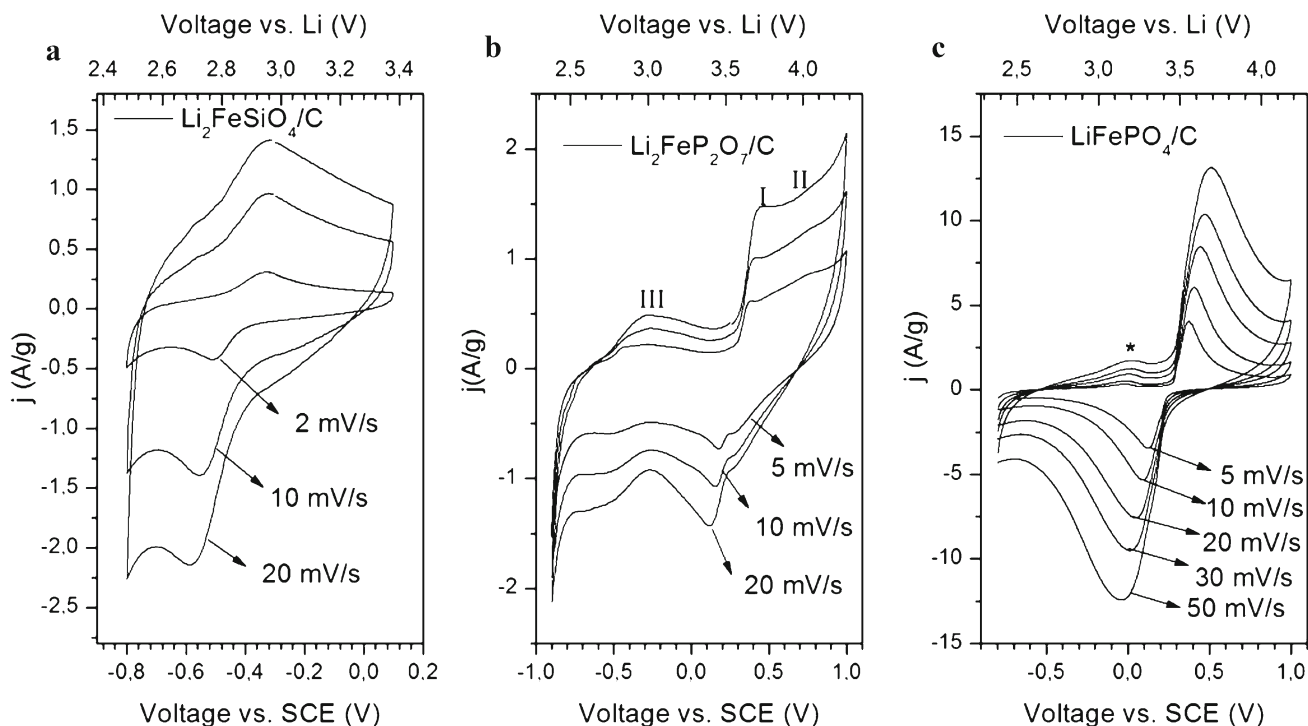 a
Voltage vs. Li (V)
2,4 2,6 2,8 3,0 3,2 3,4
Li₂FeSiO₄/C
1.5
1.0
0.5
0.0
-0.5
-1.0
-1.5
-2.0
-2.5
j (A/g)
2 mV/s
10 mV/s
20 mV/s
-0,8 -0,6 -0,4 -0,2 0,0 0,2
Voltage vs. SCE (V)
b
Voltage vs. Li (V)
2.5 3.0 3.5 4.0
Li₂FeP₂O₇/C
2
1
0
-1
-2
j(A/g)
I
II
III
5 mV/s
10 mV/s
20 mV/s
-1.0 -0.5 0.0 0.5 1.0
Voltage vs. SCE (V)
c
Voltage vs. Li (V)
2,4 2,8 3,2 3,6 4,0
LiFePO₄/C
15
10
5
0
-5
-10
-15
j (A/g)
*
5 mV/s
10 mV/s
20 mV/s
30 mV/s
50 mV/s
-0,5 0,0 0,5 1,0
Voltage vs. SCE (V)